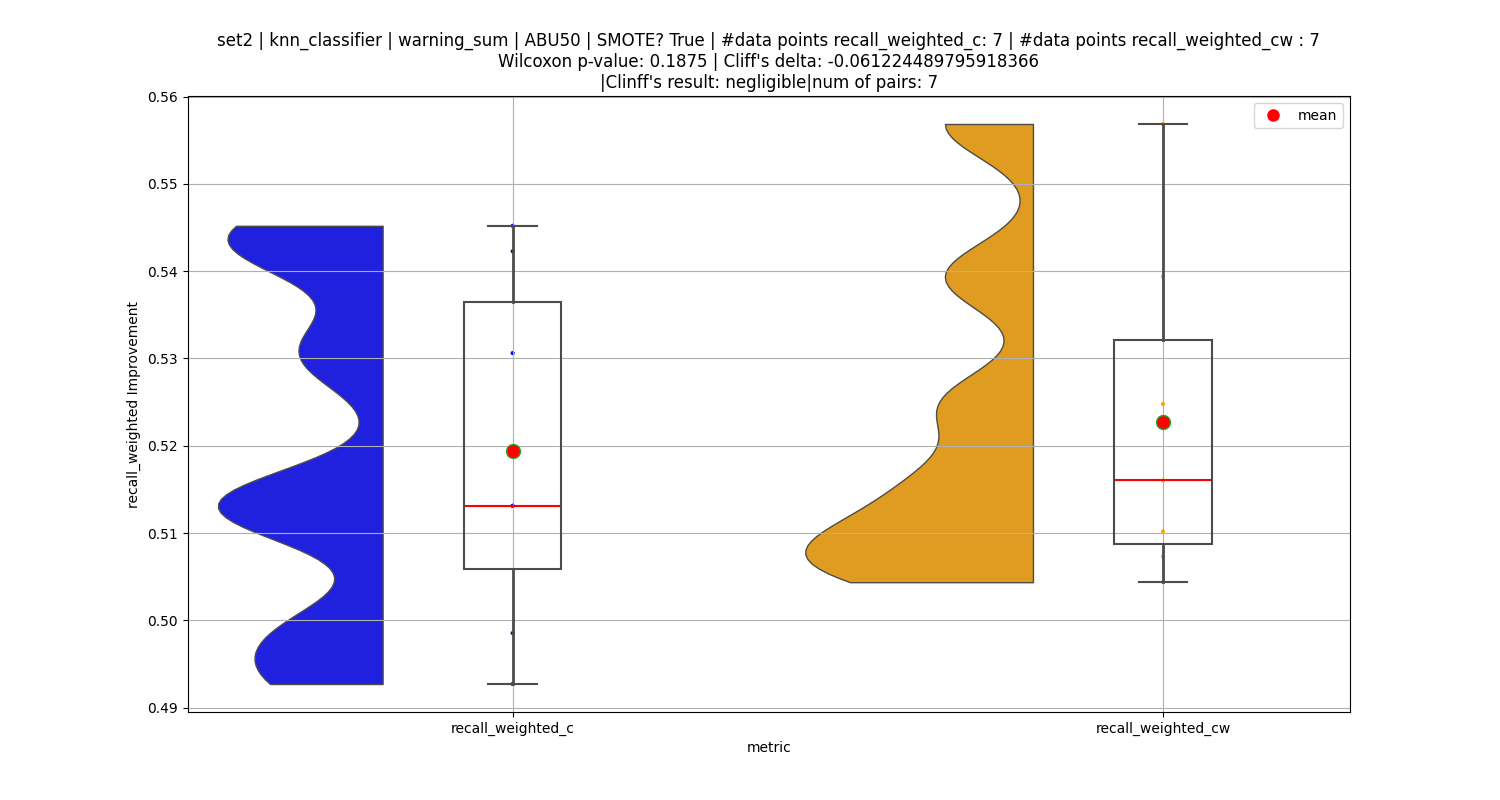 set2 | knn_classifier | warning_sum | ABU50 | SMOTE? True | #data points recall_weighted_c: 7 | #data points recall_weighted_cw : 7
Wilcoxon p-value: 0.1875 | Cliff's delta: -0.061224489795918366
|Clinff's result: negligible|num of pairs: 7
mean
0.56
0.55
0.54
0.53
0.52
0.51
0.50
0.49
recall_weighted Improvement
recall_weighted_c
recall_weighted_cw
metric